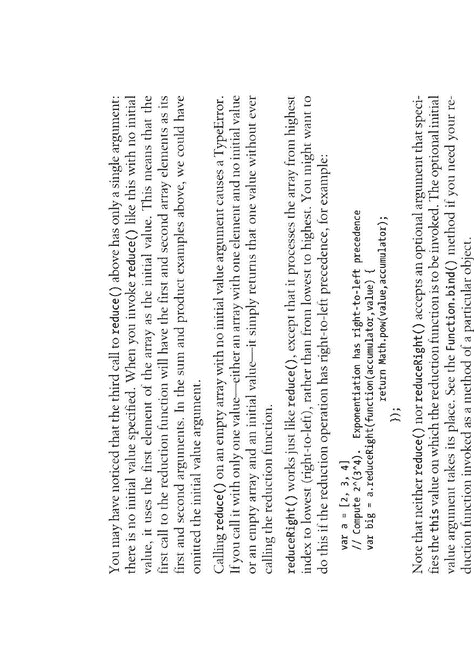 You may have noticed that the third call to reduce() above has only a single argument:
there is no initial value specified. When you invoke reduce() like this with no initial
value, it uses the first element of the array as the initial value. This means that the
first call to the reduction function will have the first and second array elements as its
first and second arguments. In the sum and product examples above, we could have
omitted the initial value argument.
Calling reduce() on an empty array with no initial value argument causes a TypeError.
If you call it with only one value—either an array with one element and no initial value
or an empty array and an initial value—it simply returns that one value without ever
calling the reduction function.
reduceRight() works just like reduce(), except that it processes the array from highest
index to lowest (right-to-left), rather than from lowest to highest. You might want to
do this if the reduction operation has right-to-left precedence, for example:
var a = [2, 3, 4]
// Compute 2^(3^4).  Exponentiation has right-to-left precedence
var big = a.reduceRight(function(accumulator,value) {
return Math.pow(value,accumulator);
});
Note that neither reduce() nor reduceRight() accepts an optional argument that speci-
fies the this value on which the reduction function is to be invoked. The optional initial
value argument takes its place. See the Function.bind() method if you need your re-
duction function invoked as a method of a particular object.